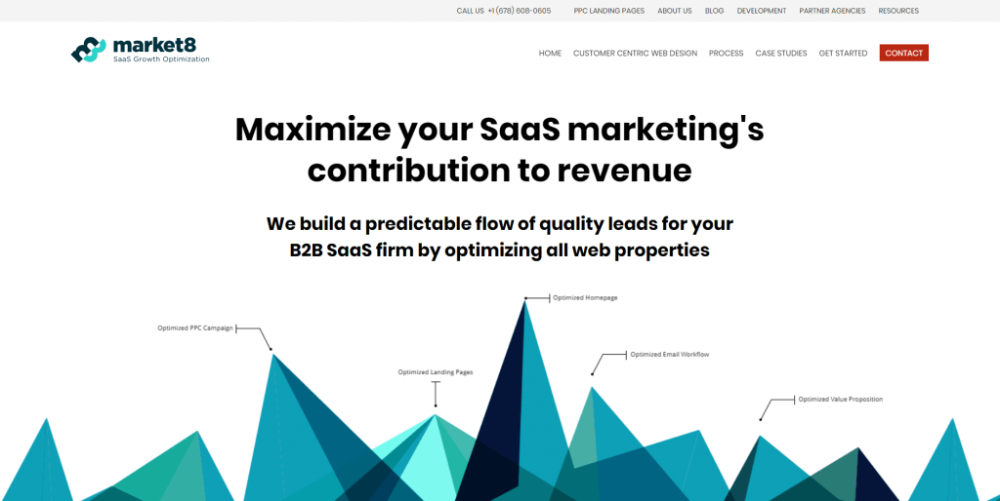 CALL US +1 (678) 608-0605 PPC LANDING PAGES ABOUT US BLOG DEVELOPMENT PARTNER AGENCIES RESOURCES
market8
SaaS Growth Optimization
HOME CUSTOMER CENTRIC WEB DESIGN PROCESS CASE STUDIES GET STARTED CONTACT
Maximize your SaaS marketing's
contribution to revenue
We build a predictable flow of quality leads for your
B2B SaaS firm by optimizing all web properties
Optimized Homepage
Optimized PPC Campaign
Optimized Email Workflow
Optimized Landing Pages
Optimized Value Proposition